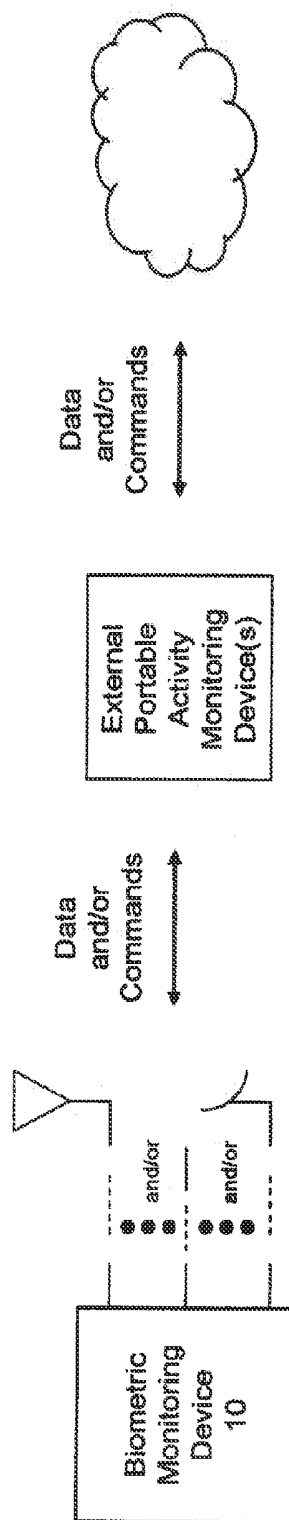 Biometric
Monitoring
Device
10
and/or
and/or
Data
and/or
Commands
External
Portable
Activity
Monitoring
Device(s)
Data
and/or
Commands